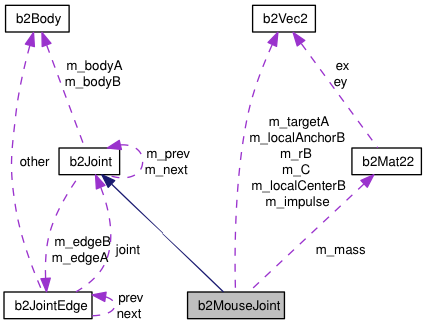 b2Body
b2Vec2
m_bodyA
m_bodyB
ex
ey
m_targetA
m_localAnchorB
m_rB
m_C
m_localCenterB
m_impulse
other
b2Joint
m_prev
m_next
b2Mat22
m_edgeB
m_edgeA
joint
m_mass
b2JointEdge
prev
next
b2MouseJoint